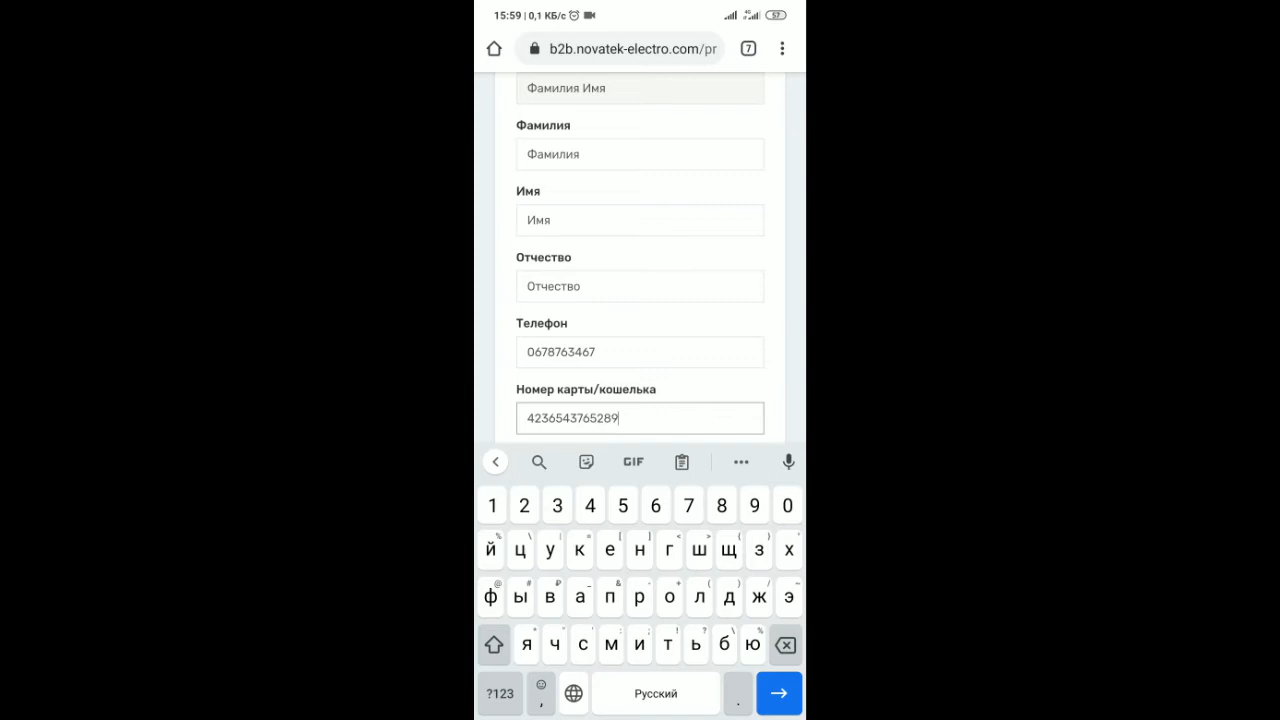 15:59 | 0,1 КБ/с 4G 57
b2b.novatek-electro.com/pr 7
Фамилия Имя
Фамилия
Фамилия
Имя
Имя
Отчество
Отчество
Телефон
0678763467
Номер карты/кошелька
4236543765289
GIF
1 2 3 4 5 6 7 8 9 0
% \ | = [ ] < > { } '
й ц у к е н г ш щ з х
@ # ₽ _ & - + ( ) / ~
ф ы в а п р о л д ж э
* " ' : ; ! ? \ %
я ч с м и т ь б ю
?123 , Русский .